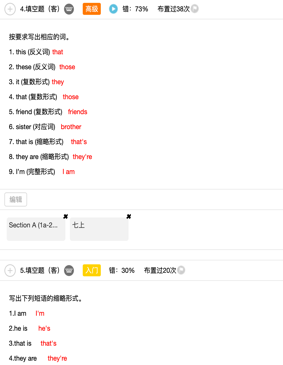 4.填空题（客） 高级 错：73% 布置过38次
按要求写出相应的词。
1. this (反义词) that
2. these (反义词) those
3. it (复数形式) they
4. that (复数形式) those
5. friend (复数形式) friends
6. sister (对应词) brother
7. that is (缩略形式) that's
8. they are (缩略形式) they're
9. I'm (完整形式) I am
编辑
Section A (1a-2... 七上
5.填空题（客） 入门 错：30% 布置过20次
写出下列短语的缩略形式。
1.I am I'm
2.he is he's
3.that is that's
4.they are they're